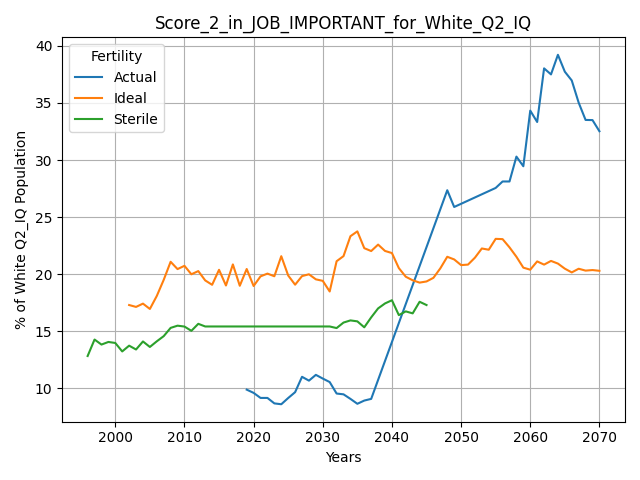 Score_2_in_JOB_IMPORTANT_for_White_Q2_IQ
Fertility
Actual
Ideal
Sterile
% of White Q2_IQ Population
40
35
30
25
20
15
10
2000 2010 2020 2030 2040 2050 2060 2070
Years